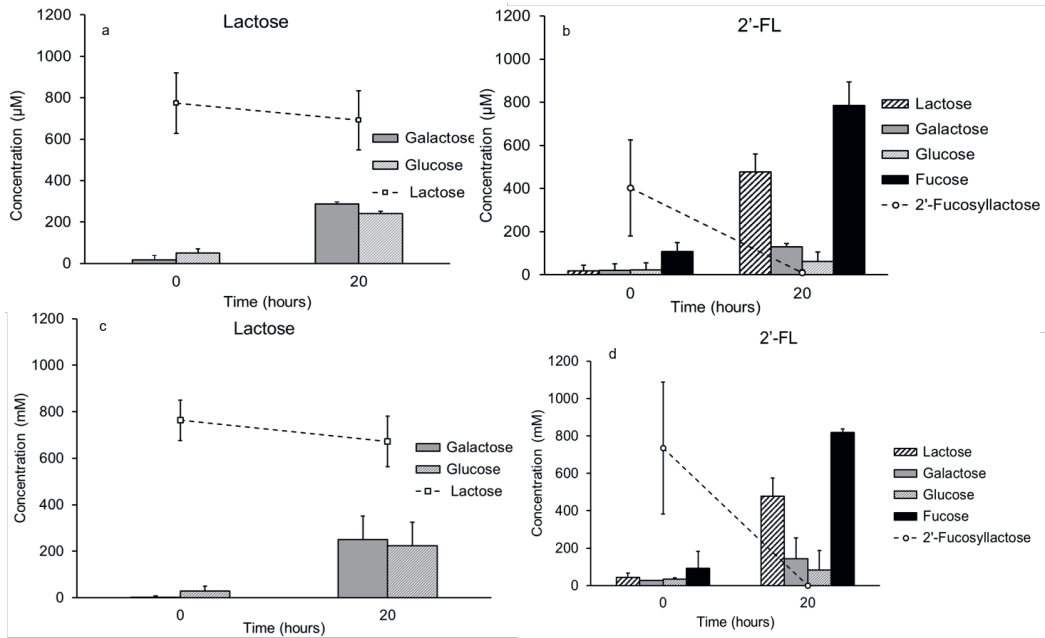 a
Lactose
1200
1000
800
600
400
200
0
Concentration (µM)
0
20
Time (hours)
Galactose
Glucose
Lactose
b
2'-FL
1200
1000
800
600
400
200
0
Concentration (µM)
0
20
Time (hours)
Lactose
Galactose
Glucose
Fucose
2'-Fucosyllactose
c
Lactose
1200
1000
800
600
400
200
0
Concentration (mM)
0
20
Time (hours)
Galactose
Glucose
Lactose
d
2'-FL
1200
1000
800
600
400
200
0
Concentration (mM)
0
20
Time (hours)
Lactose
Galactose
Glucose
Fucose
2'-Fucosyllactose